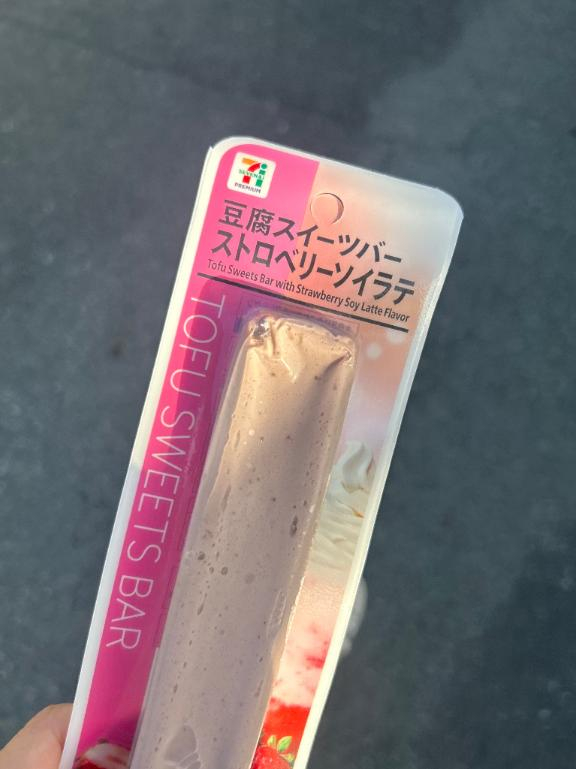 SEVEN&i
PREMIUM
豆腐スイーツバー
ストロベリーソイラテ
Tofu Sweets Bar with Strawberry Soy Latte Flavor
TOFU SWEETS BAR